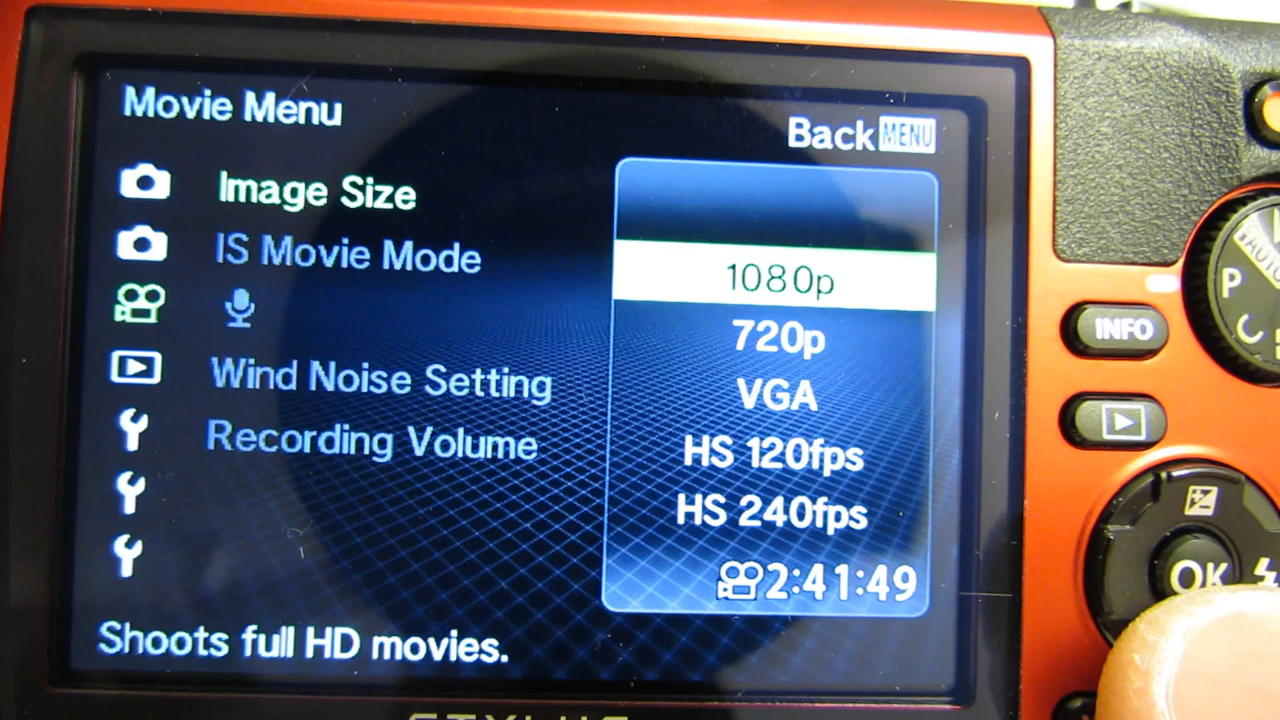 Movie Menu
Back MENU
Image Size
IS Movie Mode
Wind Noise Setting
Recording Volume
1080p
720p
VGA
HS 120fps
HS 240fps
2:41:49
Shoots full HD movies.
INFO
P
C
OK
STYLUS